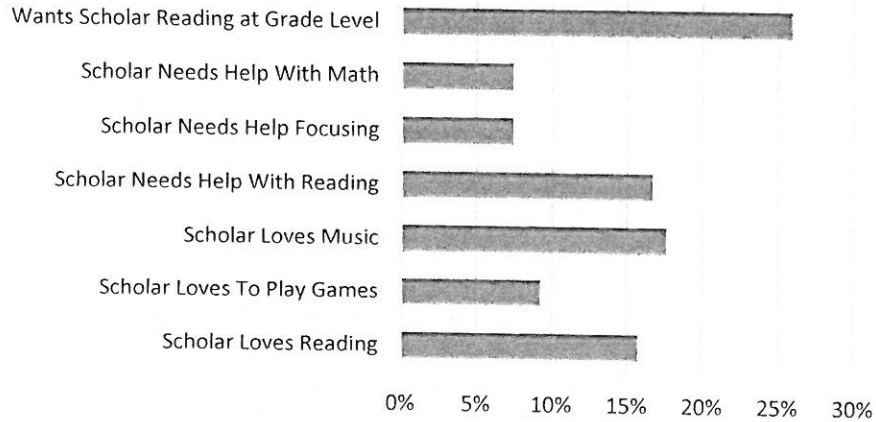 Wants Scholar Reading at Grade Level
Scholar Needs Help With Math
Scholar Needs Help Focusing
Scholar Needs Help With Reading
Scholar Loves Music
Scholar Loves To Play Games
Scholar Loves Reading
0% 5% 10% 15% 20% 25% 30%